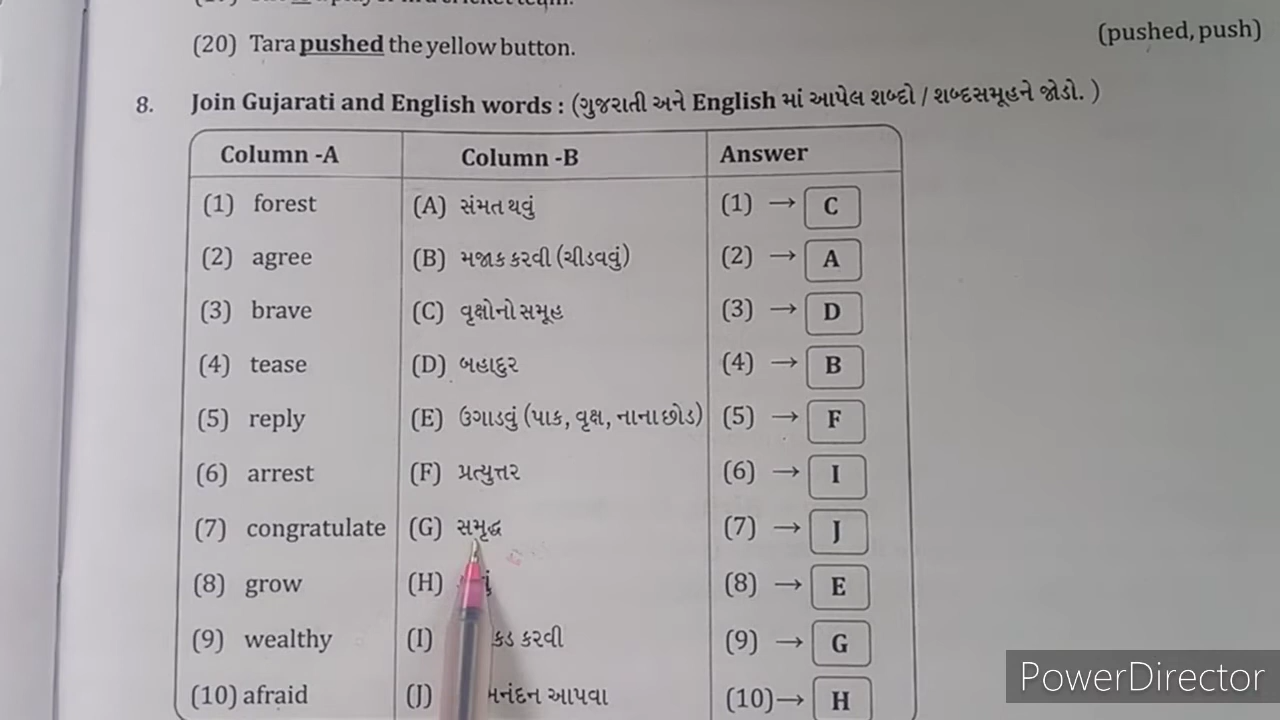 (20) Tara pushed the yellow button. (pushed, push)
8. Join Gujarati and English words : (ગુજરાતી અને English માં આપેલ શબ્દો / શબ્દસમૂહને જોડો. )
Column -A Column -B Answer
(1) forest (A) સંમત થવું (1) → C
(2) agree (B) મજાક કરવી (ચીડવવું) (2) → A
(3) brave (C) વૃક્ષોનો સમૂહ (3) → D
(4) tease (D) બહાદુર (4) → B
(5) reply (E) ઉગાડવું (પાક, વૃક્ષ, નાના છોડ) (5) → F
(6) arrest (F) પ્રત્યુત્તર (6) → I
(7) congratulate (G) સમૃદ્ધ (7) → J
(8) grow (H) (8) → E
(9) wealthy (I) કરવી (9) → G
(10) afraid (J) આપવા (10) → H
PowerDirector